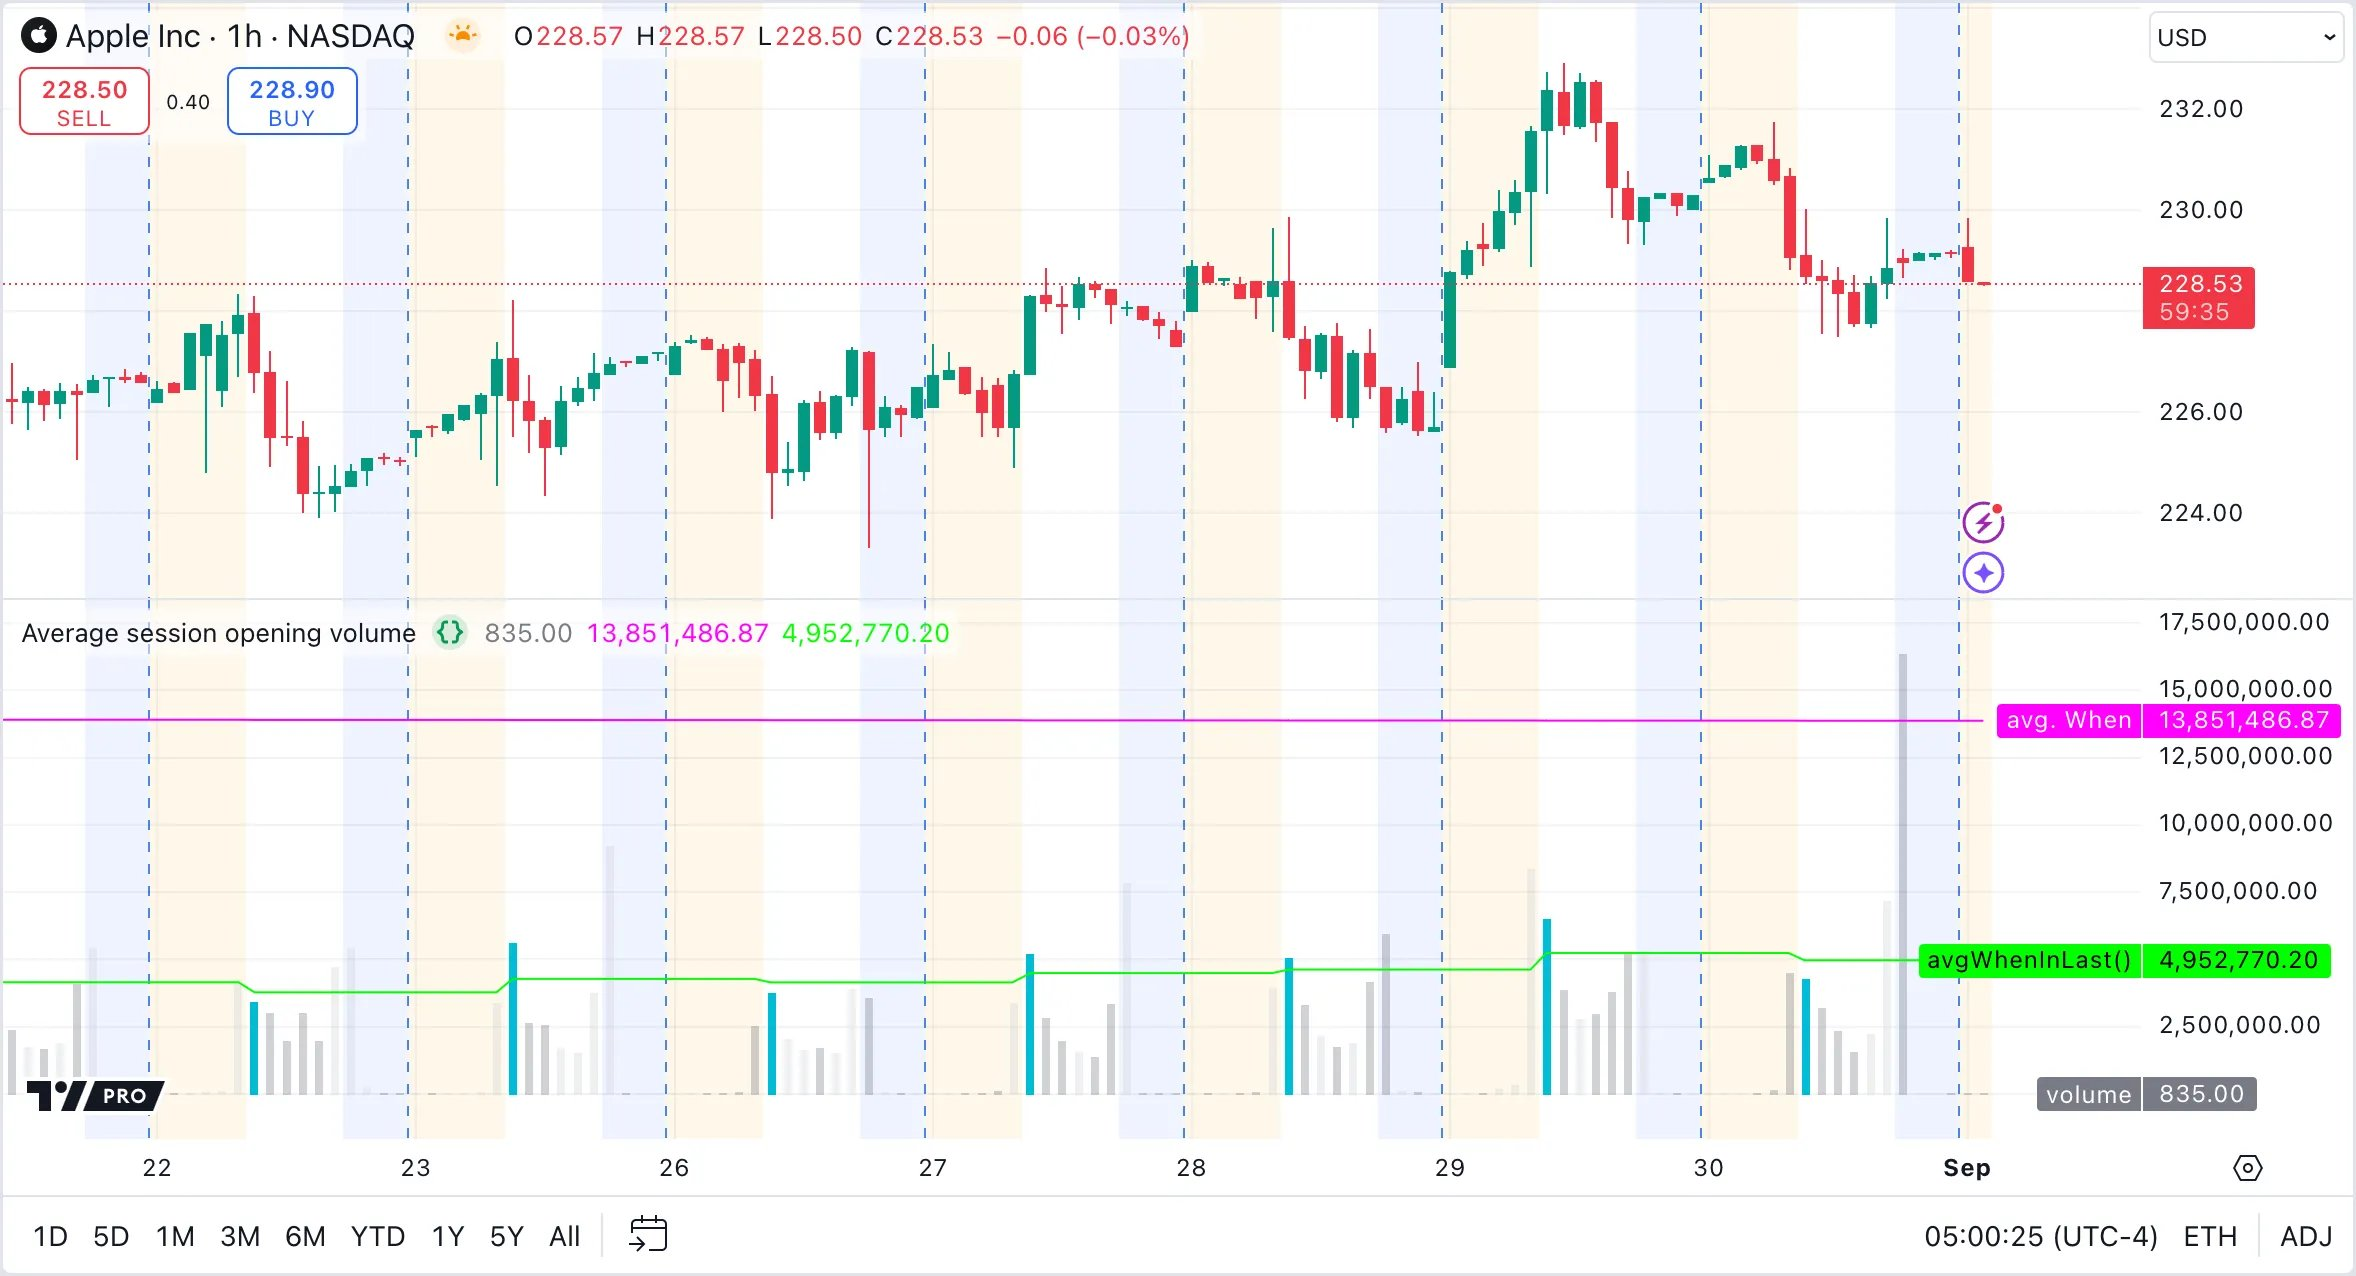 Apple Inc · 1h · NASDAQ O228.57 H228.57 L228.50 C228.53 −0.06 (−0.03%)
USD
228.50 SELL
0.40
228.90 BUY
232.00
230.00
228.53
59:35
226.00
224.00
Average session opening volume {} 835.00 13,851,486.87 4,952,770.20
17,500,000.00
15,000,000.00
avg. When 13,851,486.87
12,500,000.00
10,000,000.00
7,500,000.00
avgWhenInLast() 4,952,770.20
2,500,000.00
volume 835.00
PRO
22 23 26 27 28 29 30 Sep
1D 5D 1M 3M 6M YTD 1Y 5Y All 05:00:25 (UTC-4) ETH ADJ